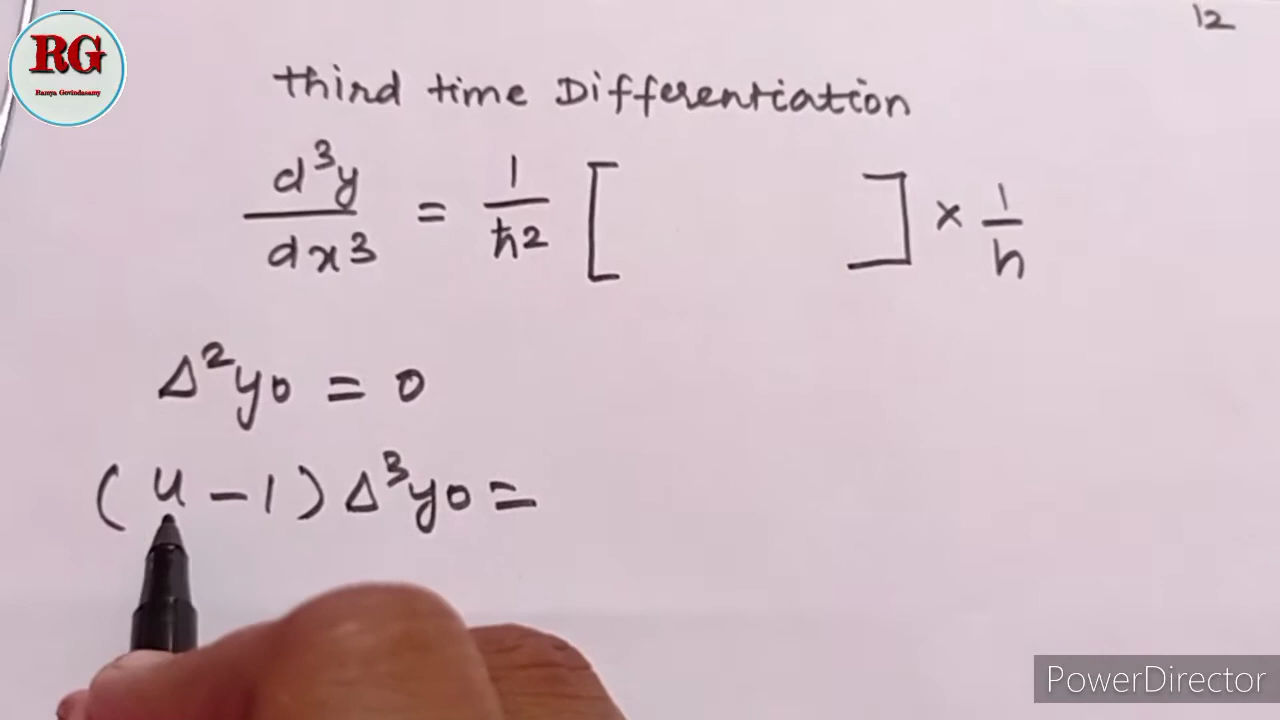 RG
Ramya Govindasamy
12
Third time Differentiation
d³y/dx³ = 1/h2 [ ] × 1/h
Δ²y0 = 0
(u - 1) Δ³y0 =
PowerDirector